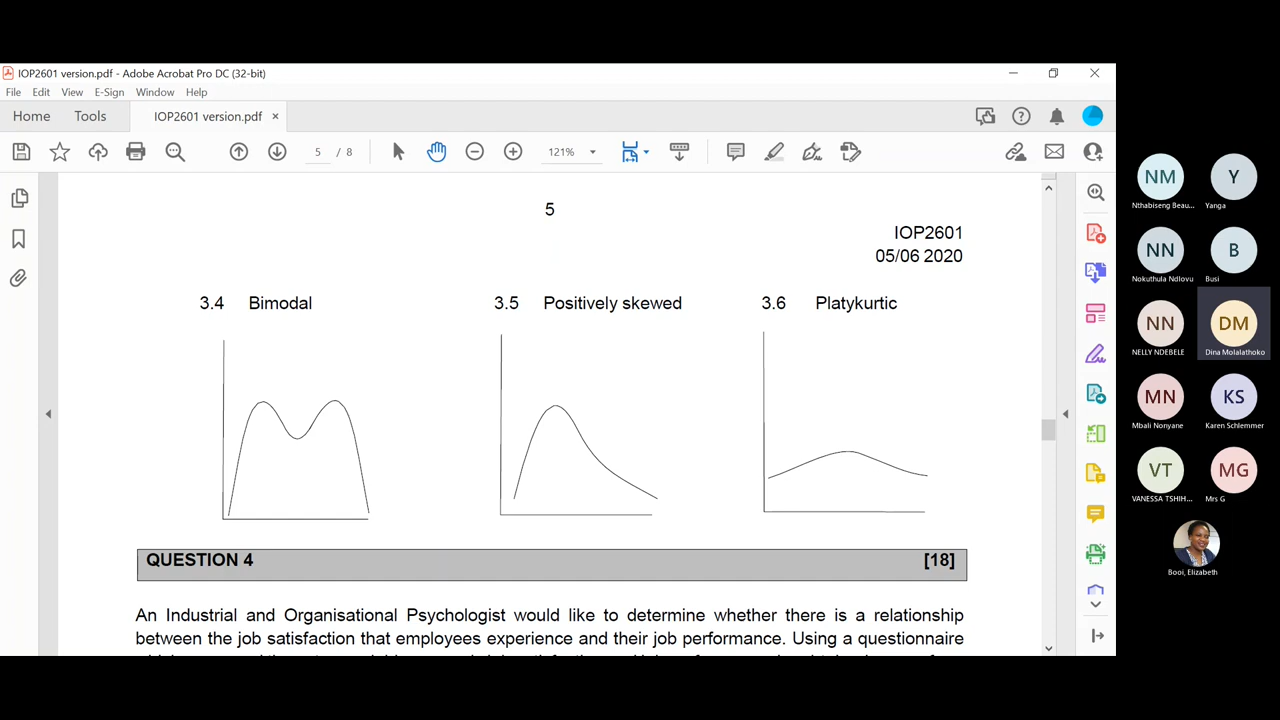 IOP2601 version.pdf - Adobe Acrobat Pro DC (32-bit)
File Edit View E-Sign Window Help
Home Tools IOP2601 version.pdf ×
5 / 8 121%
5
IOP2601
05/06 2020
3.4 Bimodal 3.5 Positively skewed 3.6 Platykurtic
QUESTION 4 [18]
An Industrial and Organisational Psychologist would like to determine whether there is a relationship
between the job satisfaction that employees experience and their job performance. Using a questionnaire
NM Y
Nthabiseng Beau... Yanga
NN B
Nokuthula Ndlovu Busi
NN DM
NELLY NDEBELE Dina Molalathoko
MN KS
Mbali Nonyane Karen Schlemmer
VT MG
VANESSA TSHIH... Mrs G
Booi, Elizabeth